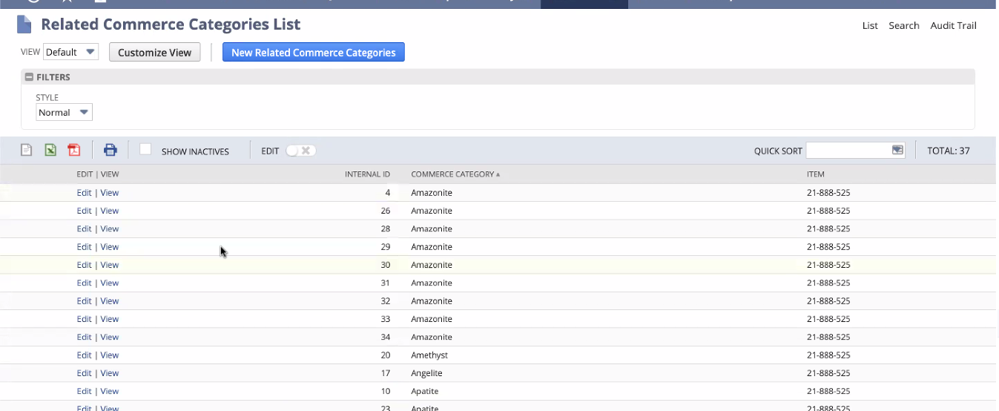 Related Commerce Categories List
List Search Audit Trail
VIEW Default Customize View New Related Commerce Categories
FILTERS
STYLE
Normal
SHOW INACTIVES EDIT QUICK SORT TOTAL: 37
EDIT | VIEW INTERNAL ID COMMERCE CATEGORY ITEM
Edit | View 4 Amazonite 21-888-525
Edit | View 26 Amazonite 21-888-525
Edit | View 28 Amazonite 21-888-525
Edit | View 29 Amazonite 21-888-525
Edit | View 30 Amazonite 21-888-525
Edit | View 31 Amazonite 21-888-525
Edit | View 32 Amazonite 21-888-525
Edit | View 33 Amazonite 21-888-525
Edit | View 34 Amazonite 21-888-525
Edit | View 20 Amethyst 21-888-525
Edit | View 17 Angelite 21-888-525
Edit | View 10 Apatite 21-888-525
Edit | View 23 Apatite 21-888-525